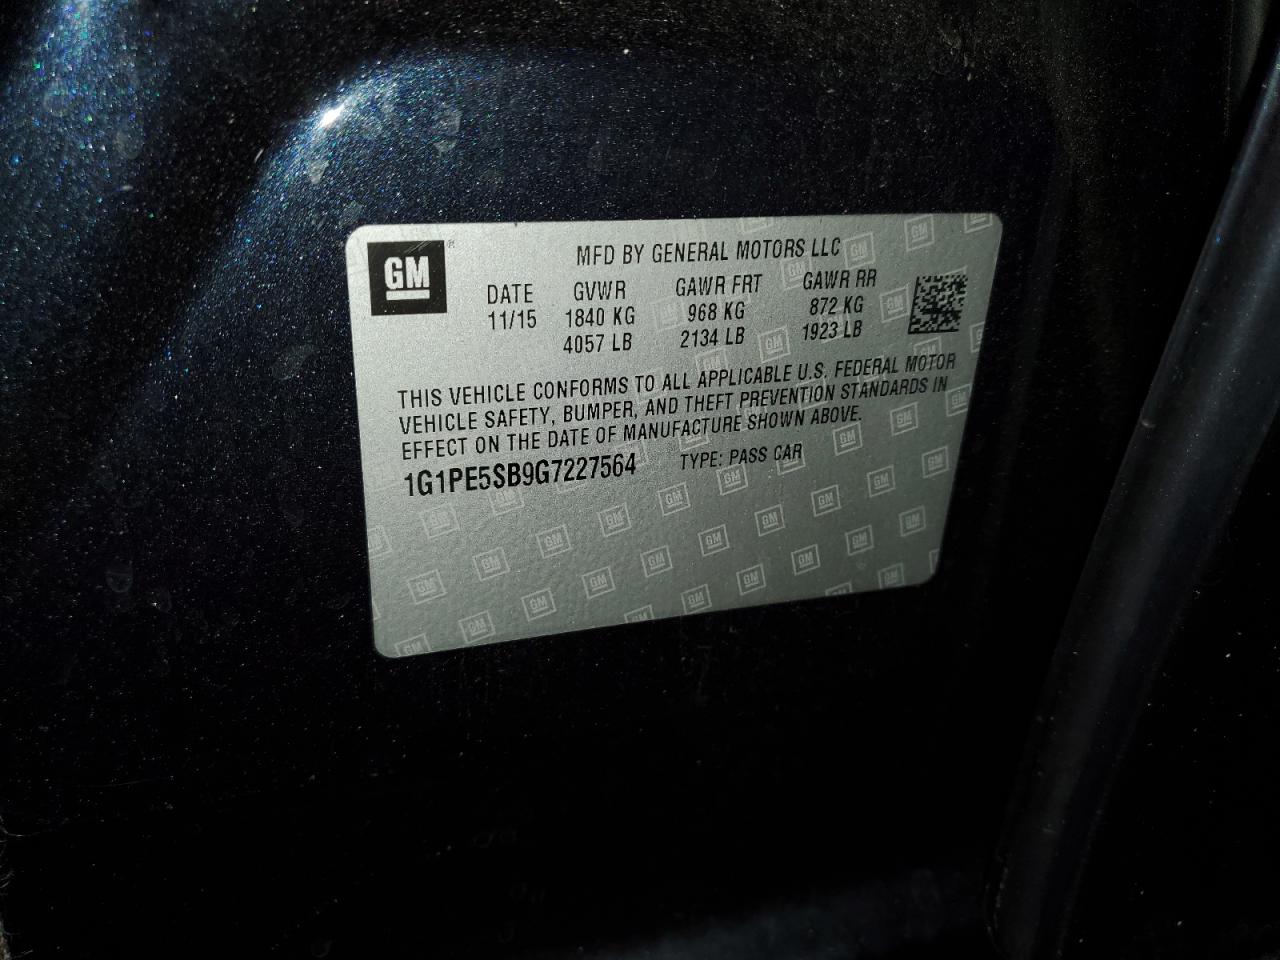 GM ®
MFD BY GENERAL MOTORS LLC
DATE GVWR GAWR FRT GAWR RR
11/15 1840 KG 968 KG 872 KG
4057 LB 2134 LB 1923 LB
THIS VEHICLE CONFORMS TO ALL APPLICABLE U.S. FEDERAL MOTOR
VEHICLE SAFETY, BUMPER, AND THEFT PREVENTION STANDARDS IN
EFFECT ON THE DATE OF MANUFACTURE SHOWN ABOVE.
1G1PE5SB9G7227564 TYPE: PASS CAR